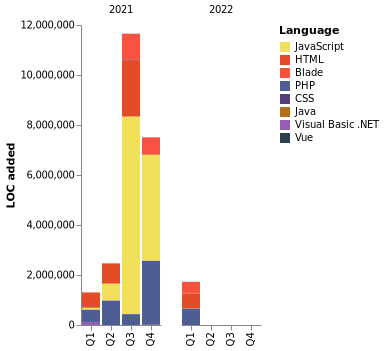 2021
2022
Language
JavaScript
HTML
Blade
PHP
CSS
Java
Visual Basic .NET
Vue
LOC added
12,000,000
10,000,000
8,000,000
6,000,000
4,000,000
2,000,000
0
Q1
Q2
Q3
Q4
Q1
Q2
Q3
Q4